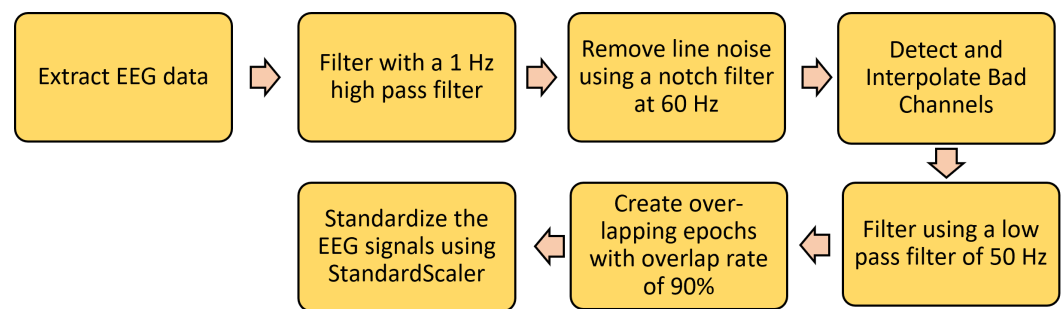 Extract EEG data
Filter with a 1 Hz
high pass filter
Remove line noise
using a notch filter
at 60 Hz
Detect and
Interpolate Bad
Channels
Filter using a low
pass filter of 50 Hz
Create over-
lapping epochs
with overlap rate
of 90%
Standardize the
EEG signals using
StandardScaler